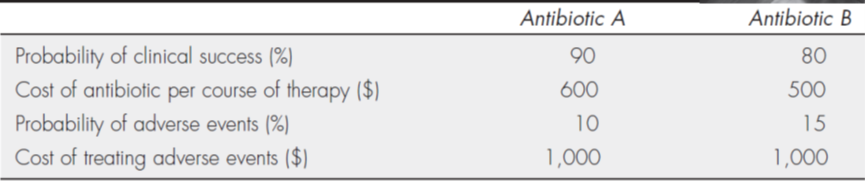 Antibiotic A Antibiotic B
Probability of clinical success (%) 90 80
Cost of antibiotic per course of therapy ($) 600 500
Probability of adverse events (%) 10 15
Cost of treating adverse events ($) 1,000 1,000